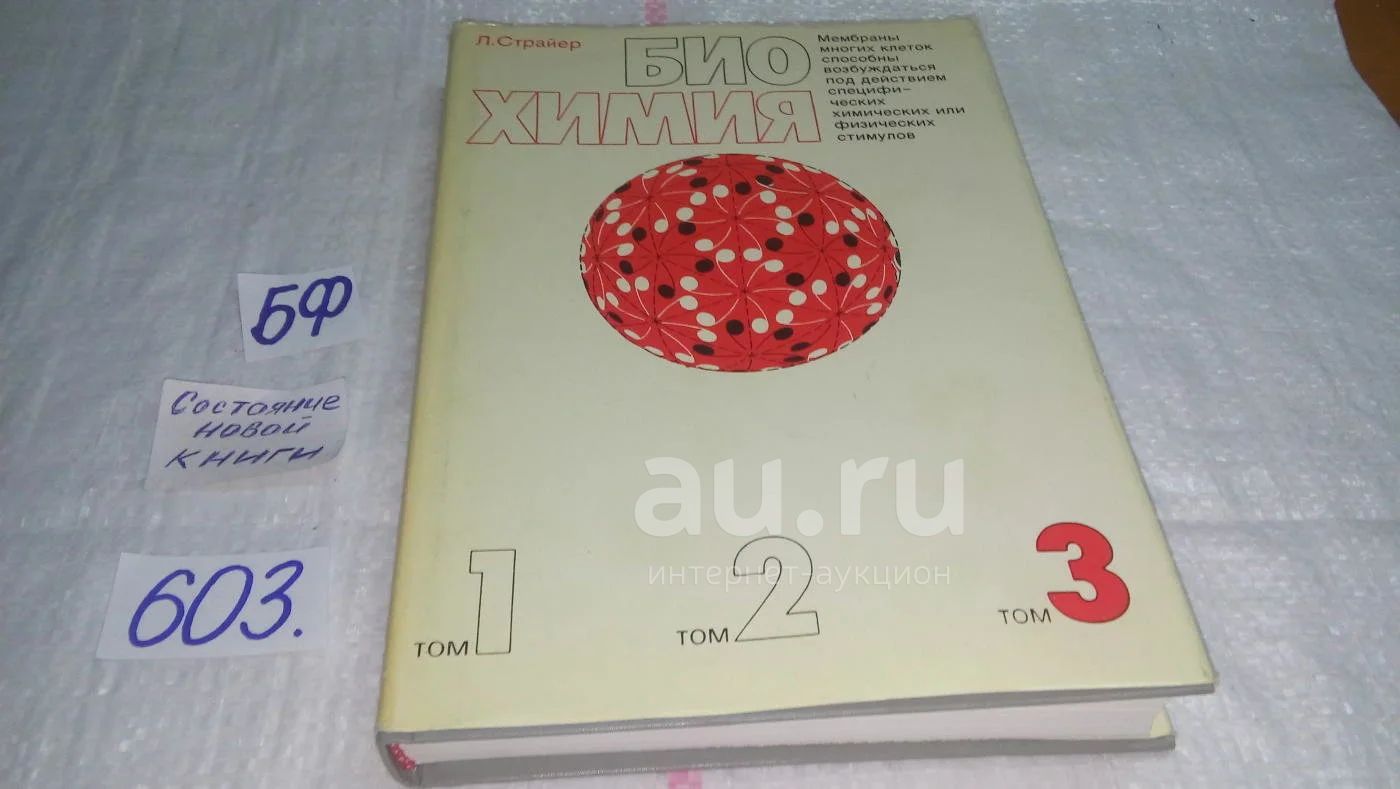 Л.Страйер
БИО
ХИМИЯ
Мембраны
многих клеток
способны
возбуждаться
под действием
специфи-
ческих
химических или
физических
стимулов
БФ
Состояние
новой
книги
603.
au.ru
интернет-аукцион
ТОМ 1
ТОМ 2
ТОМ 3